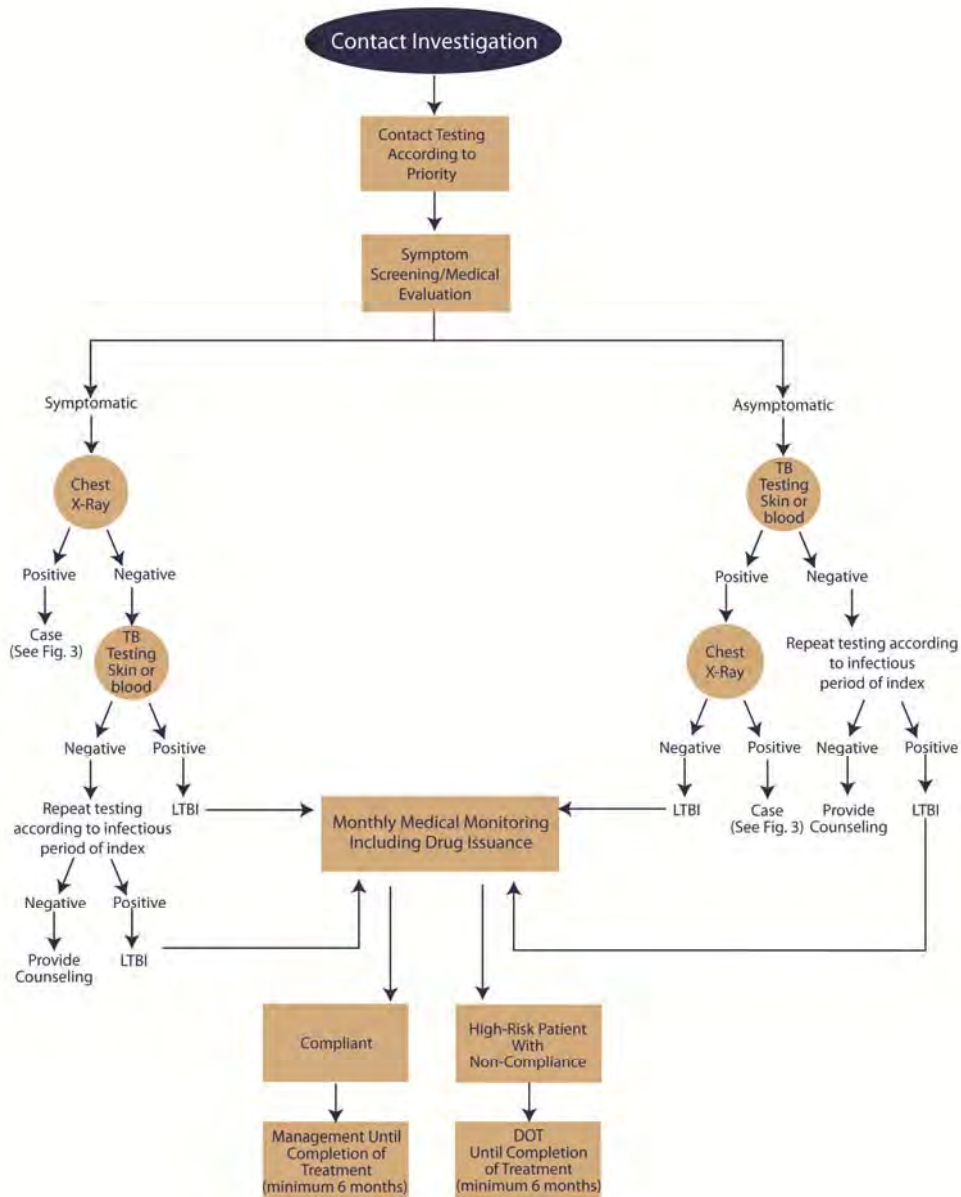 Contact Investigation
Contact Testing
According to
Priority
Symptom
Screening/Medical
Evaluation
Symptomatic
Asymptomatic
Chest
X-Ray
TB
Testing
Skin or
blood
Positive
Negative
Positive
Negative
Case
(See Fig. 3)
TB
Testing
Skin or
blood
Chest
X-Ray
Repeat testing according
to infectious
period of index
Negative
Positive
Negative
Positive
Negative
Positive
Repeat testing
according to infectious
period of index
LTBI
Monthly Medical Monitoring
Including Drug Issuance
LTBI
Case
(See Fig. 3)
Provide
Counseling
LTBI
Negative
Positive
Provide
Counseling
LTBI
Compliant
High-Risk Patient
With
Non-Compliance
Management Until
Completion of
Treatment
(minimum 6 months)
DOT
Until Completion
of Treatment
(minimum 6 months)